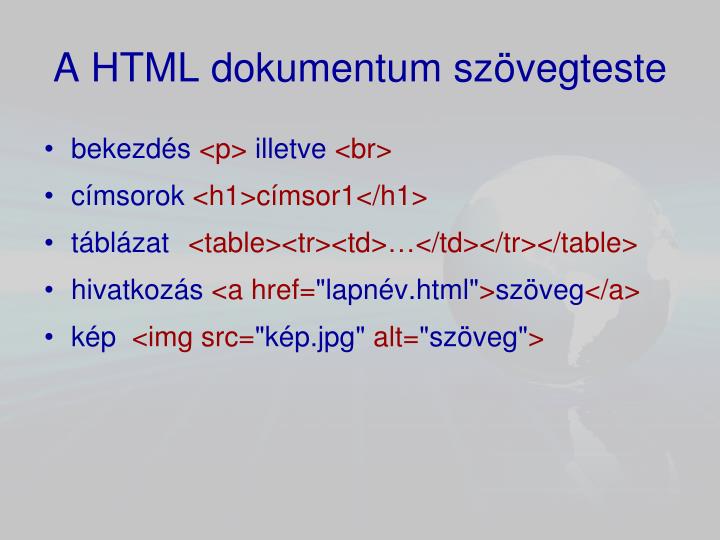 A HTML dokumentum szövegteste
• bekezdés <p> illetve <br>
• címsorok <h1>címsor1</h1>
• táblázat <table><tr><td>…</td></tr></table>
• hivatkozás <a href="lapnév.html">szöveg</a>
• kép <img src="kép.jpg" alt="szöveg">